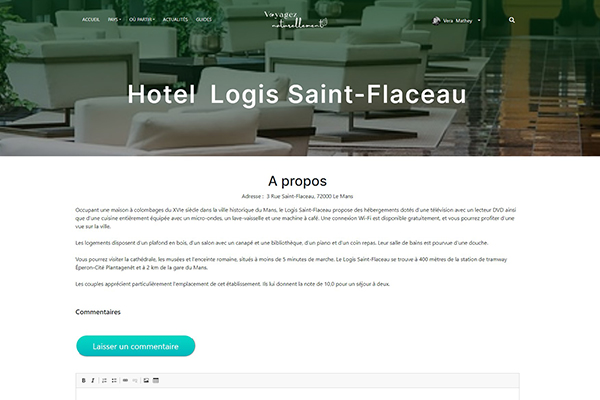 ACCUEIL PAYS OÙ PARTIR ACTUALITÉS GUIDES Voyagez naturellement Vera Mathey
Hotel Logis Saint-Flaceau
A propos
Adresse : 3 Rue Saint-Flaceau, 72000 Le Mans
Occupant une maison à colombages du XVIe siècle dans la ville historique du Mans, le Logis Saint-Flaceau propose des hébergements dotés d'une télévision avec un lecteur DVD ainsi
que d'une cuisine entièrement équipée avec un micro-ondes, un lave-vaisselle et une machine à café. Une connexion Wi-Fi est disponible gratuitement, et vous pourrez profiter d'une
vue sur la ville.
Les logements disposent d'un plafond en bois, d'un salon avec un canapé et une bibliothèque, d'un piano et d'un coin repas. Leur salle de bains est pourvue d'une douche.
Vous pourrez visiter la cathédrale, les musées et l'enceinte romaine, situés à moins de 5 minutes de marche. Le Logis Saint-Flaceau se trouve à 400 mètres de la station de tramway
Éperon-Cité Plantagenêt et à 2 km de la gare du Mans.
Les couples apprécient particulièrement l'emplacement de cet établissement. Ils lui donnent la note de 10,0 pour un séjour à deux.
Commentaires
Laisser un commentaire
B I